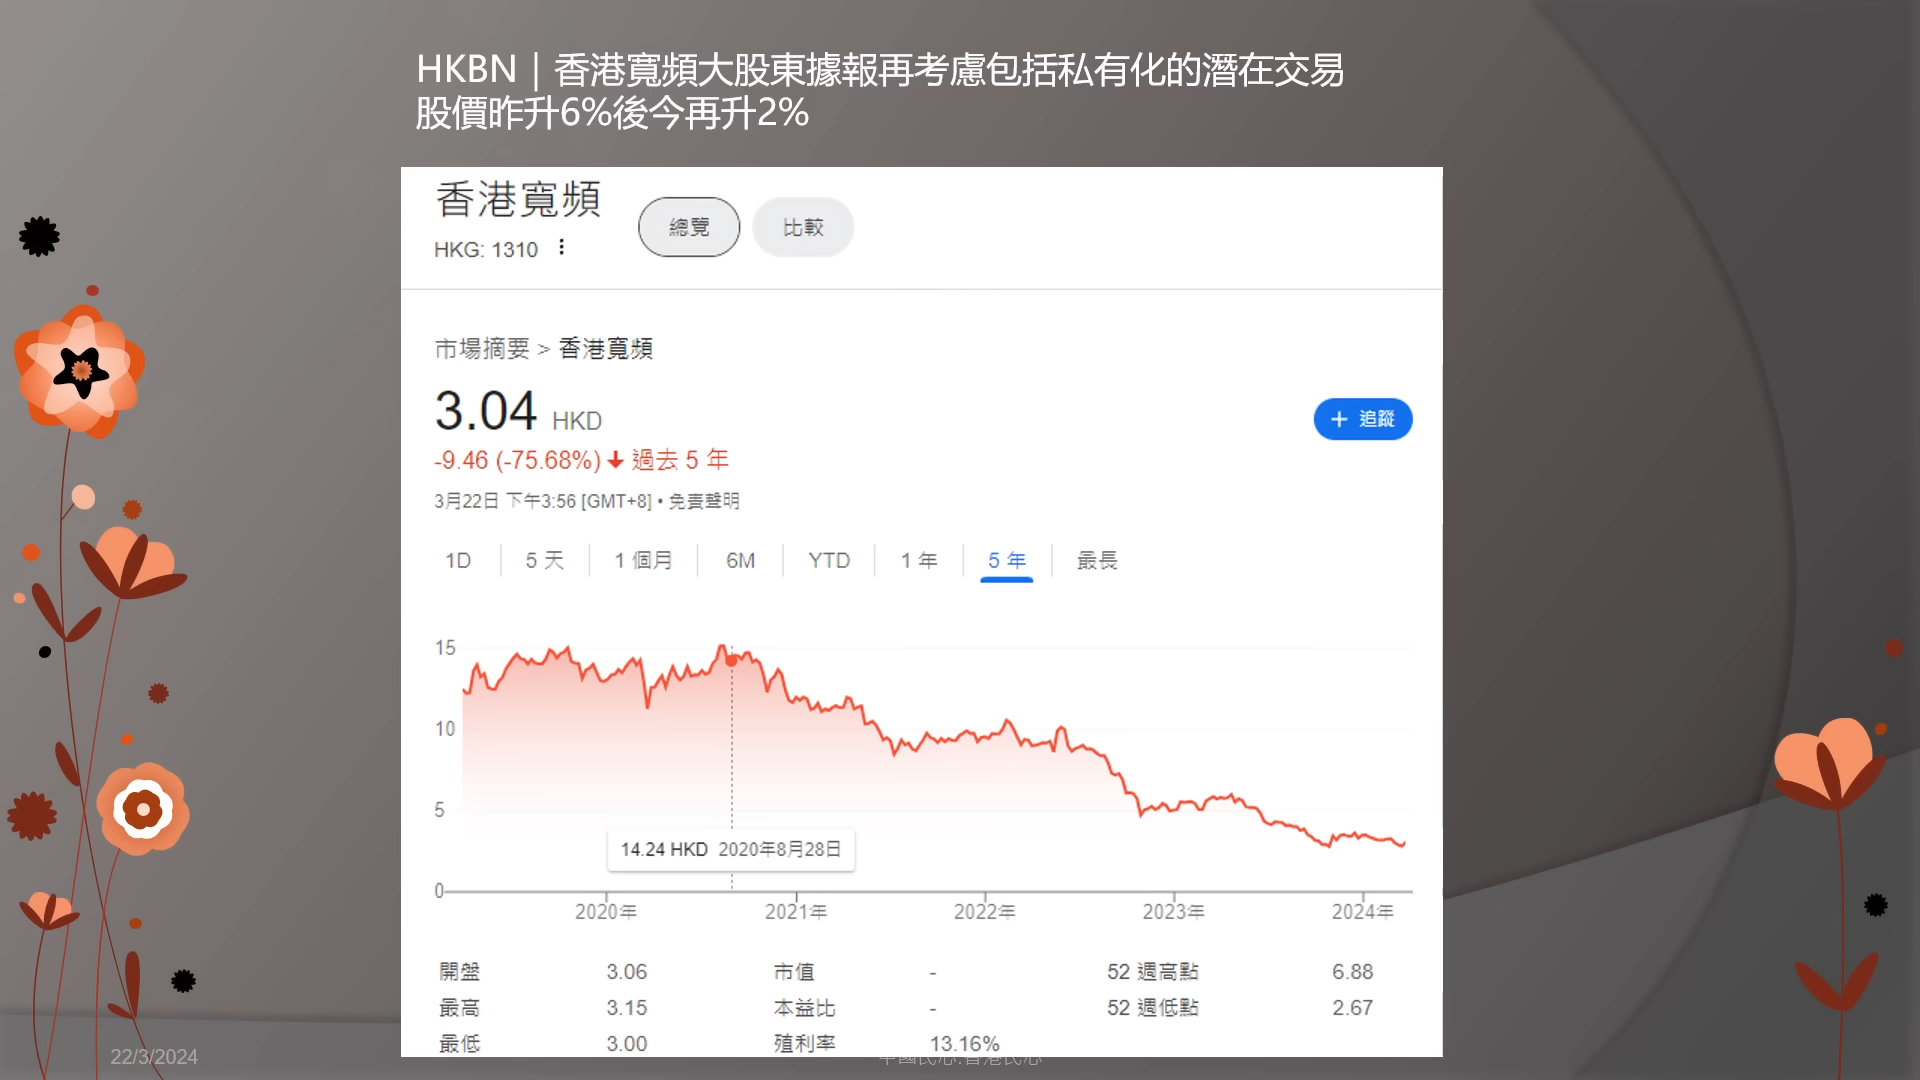 HKBN｜香港寬頻大股東據報再考慮包括私有化的潛在交易
股價昨升6%後今再升2%
香港寬頻
HKG: 1310
總覽
比較
市場摘要 > 香港寬頻
3.04 HKD
+ 追蹤
-9.46 (-75.68%) 過去 5 年
3月22日 下午3:56 [GMT+8] • 免責聲明
1D 5 天 1 個月 6M YTD 1 年 5 年 最長
15
10
5
0
14.24 HKD 2020年8月28日
2020年 2021年 2022年 2023年 2024年
開盤 3.06 市值 - 52 週高點 6.88
最高 3.15 本益比 - 52 週低點 2.67
最低 3.00 殖利率 13.16%
22/3/2024